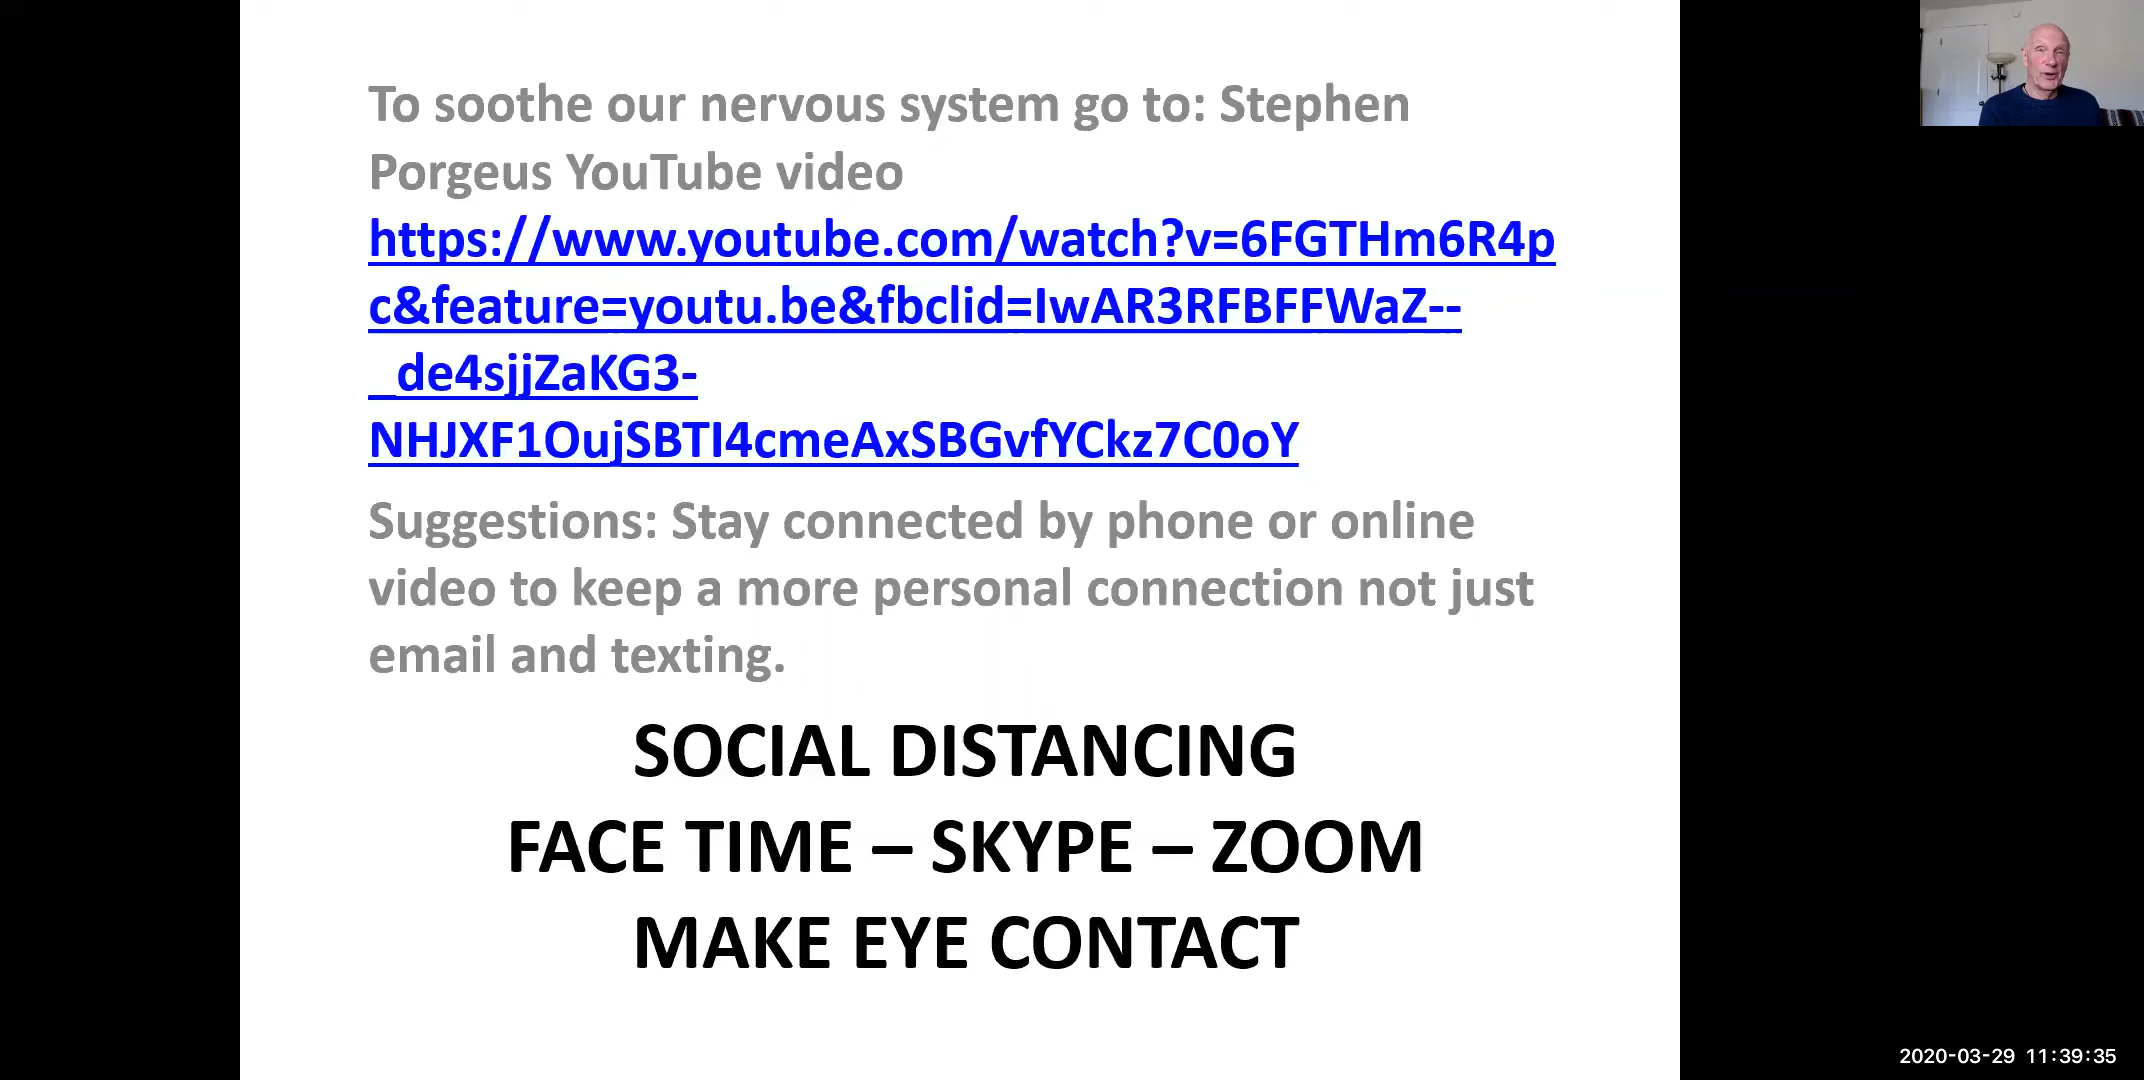 To soothe our nervous system go to: Stephen
Porgeus YouTube video
https://www.youtube.com/watch?v=6FGTHm6R4p
c&feature=youtu.be&fbclid=IwAR3RFBFFWaZ--
_de4sjjZaKG3-
NHJXF1OujSBTI4cmeAxSBGvfYCkz7C0oY
Suggestions: Stay connected by phone or online
video to keep a more personal connection not just
email and texting.
SOCIAL DISTANCING
FACE TIME – SKYPE – ZOOM
MAKE EYE CONTACT
2020-03-29 11:39:35